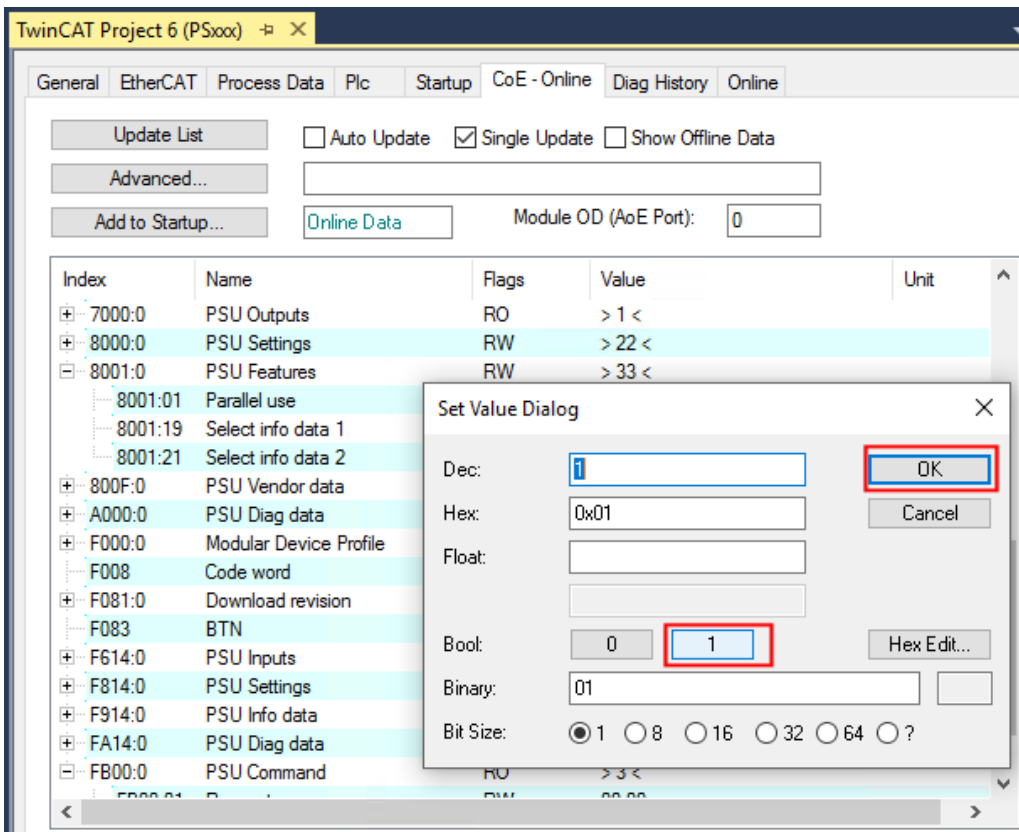 TwinCAT Project 6 (PSxxx)
General EtherCAT Process Data Plc Startup CoE - Online Diag History Online
Update List Auto Update Single Update Show Offline Data
Advanced...
Add to Startup... Online Data Module OD (AoE Port): 0
Index Name Flags Value Unit
7000:0 PSU Outputs RO > 1 <
8000:0 PSU Settings RW > 22 <
8001:0 PSU Features RW > 33 <
8001:01 Parallel use
8001:19 Select info data 1
8001:21 Select info data 2
800F:0 PSU Vendor data
A000:0 PSU Diag data
F000:0 Modular Device Profile
F008 Code word
F081:0 Download revision
F083 BTN
F614:0 PSU Inputs
F814:0 PSU Settings
F914:0 PSU Info data
FA14:0 PSU Diag data
FB00:0 PSU Command RO > 3 <
Set Value Dialog
Dec: 1 OK
Hex: 0x01 Cancel
Float:
Bool: 0 1 Hex Edit...
Binary: 01
Bit Size: 1 8 16 32 64 ?